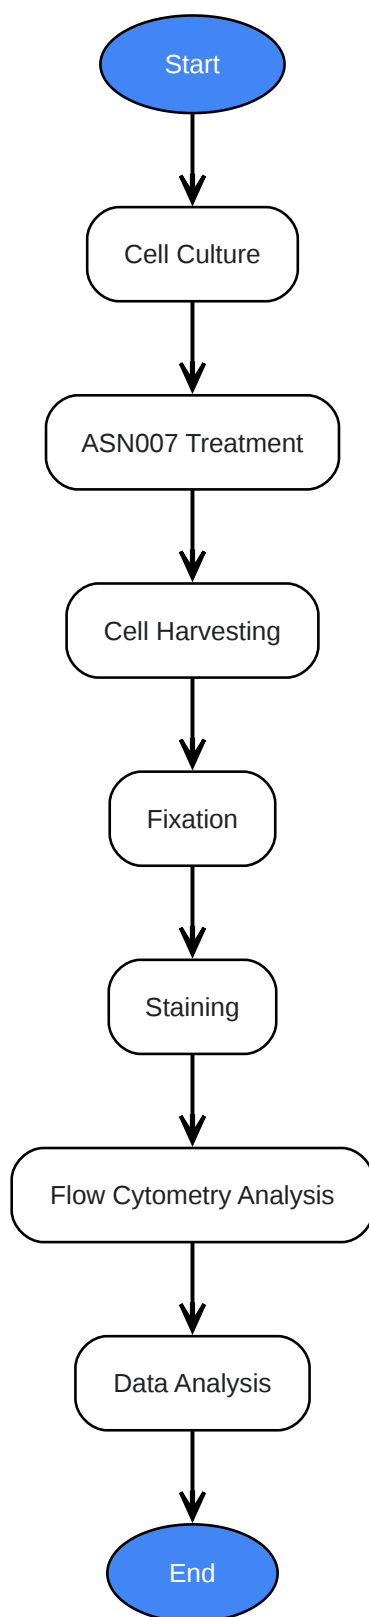 Start
Cell Culture
ASN007 Treatment
Cell Harvesting
Fixation
Staining
Flow Cytometry Analysis
Data Analysis
End